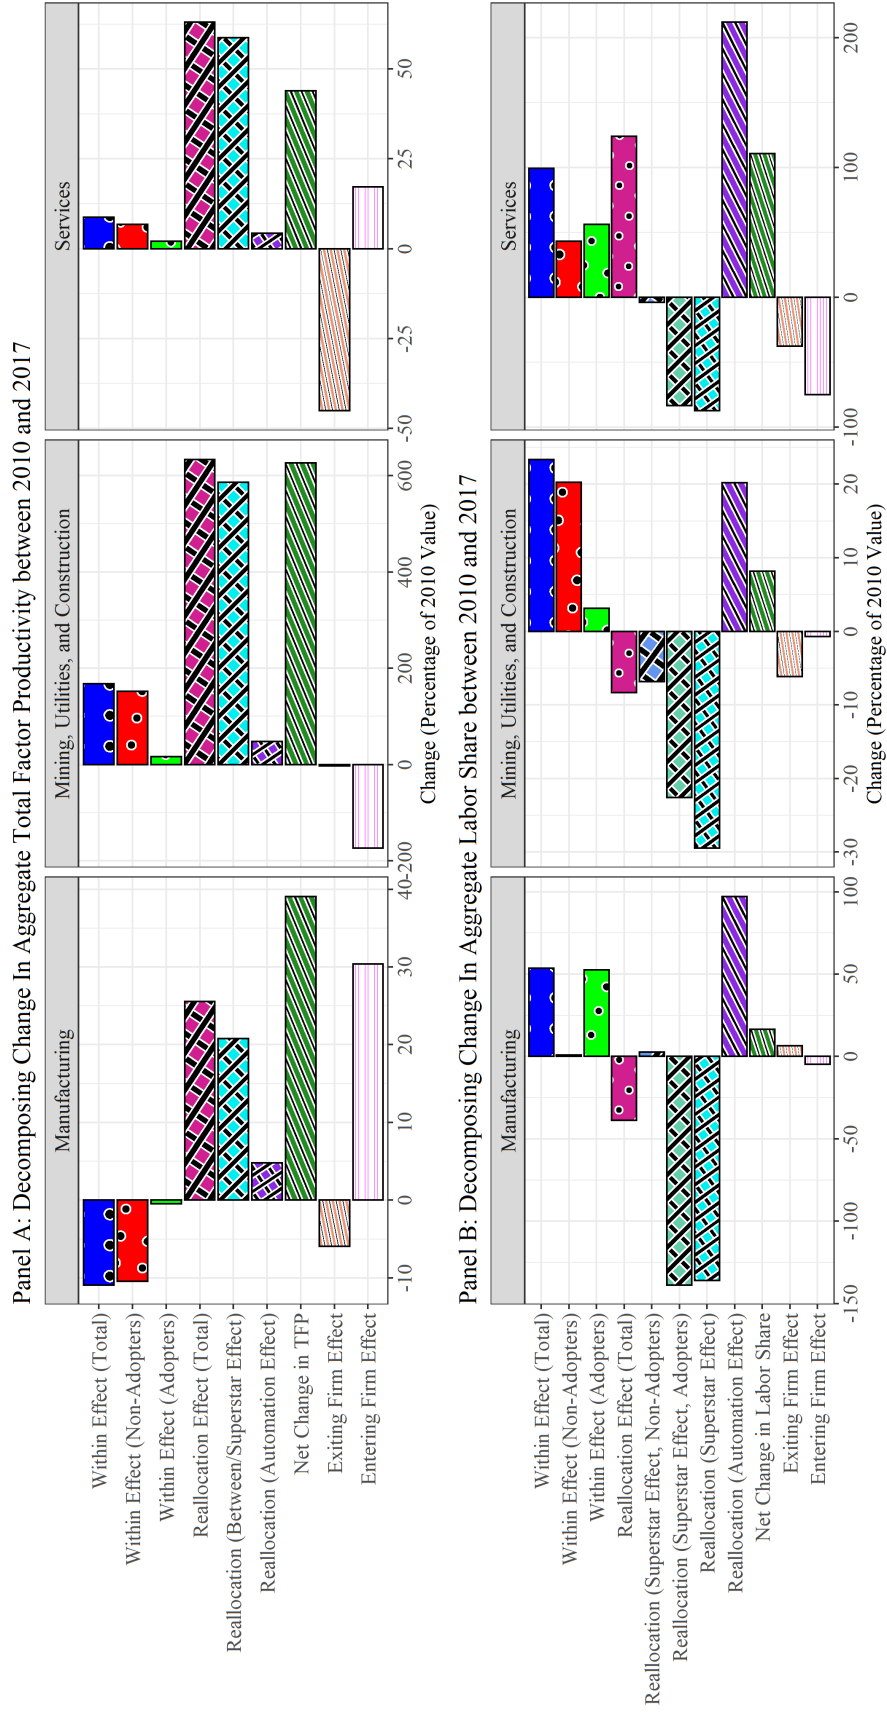 Panel A: Decomposing Change In Aggregate Total Factor Productivity between 2010 and 2017
Manufacturing
Mining, Utilities, and Construction
Services
Within Effect (Total)
Within Effect (Non-Adopters)
Within Effect (Adopters)
Reallocation Effect (Total)
Reallocation (Between/Superstar Effect)
Reallocation (Automation Effect)
Net Change in TFP
Exiting Firm Effect
Entering Firm Effect
-10 0 10 20 30 40
-200 0 200 400 600
-50 -25 0 25 50
Change (Percentage of 2010 Value)
Panel B: Decomposing Change In Aggregate Labor Share between 2010 and 2017
Manufacturing
Mining, Utilities, and Construction
Services
Within Effect (Total)
Within Effect (Non-Adopters)
Within Effect (Adopters)
Reallocation Effect (Total)
Reallocation (Superstar Effect, Non-Adopters)
Reallocation (Superstar Effect, Adopters)
Reallocation (Superstar Effect)
Reallocation (Automation Effect)
Net Change in Labor Share
Exiting Firm Effect
Entering Firm Effect
-150 -100 -50 0 50 100
-30 -20 -10 0 10 20
-100 0 100 200
Change (Percentage of 2010 Value)